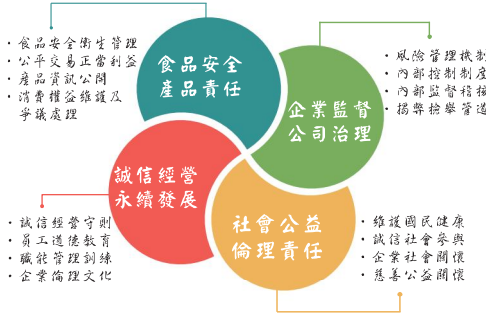 ・食品安全衛生管理
・公平交易正當利益
・產品資訊公開
・消費權益維護及
爭議處理
食品安全
產品責任
企業監督
公司治理
・風險管理機制
・內部控制制度
・內部監督稽核
・揭弊檢舉管道
誠信經營
永續發展
・誠信經營守則
・員工道德教育
・職能管理訓練
・企業倫理文化
社會公益
倫理責任
・維護國民健康
・誠信社會參與
・企業社會關懷
・慈善公益關懷